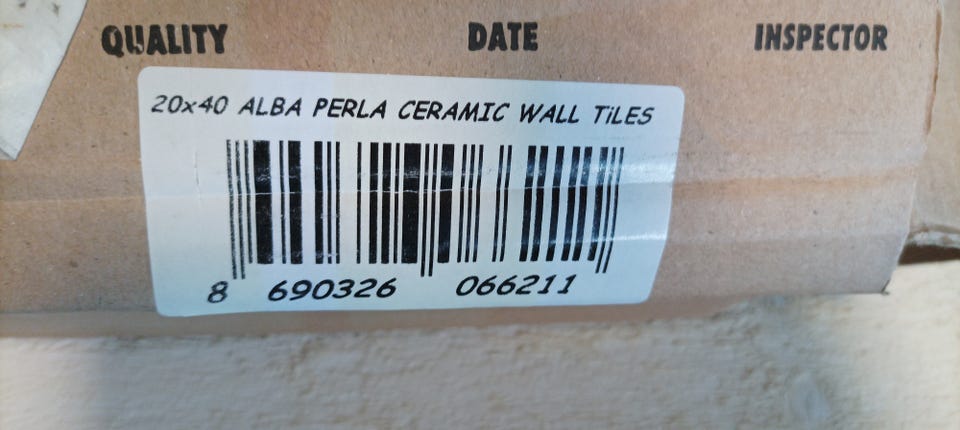 QUALITY DATE INSPECTOR
20x40 ALBA PERLA CERAMIC WALL TiLES
8 690326 066211